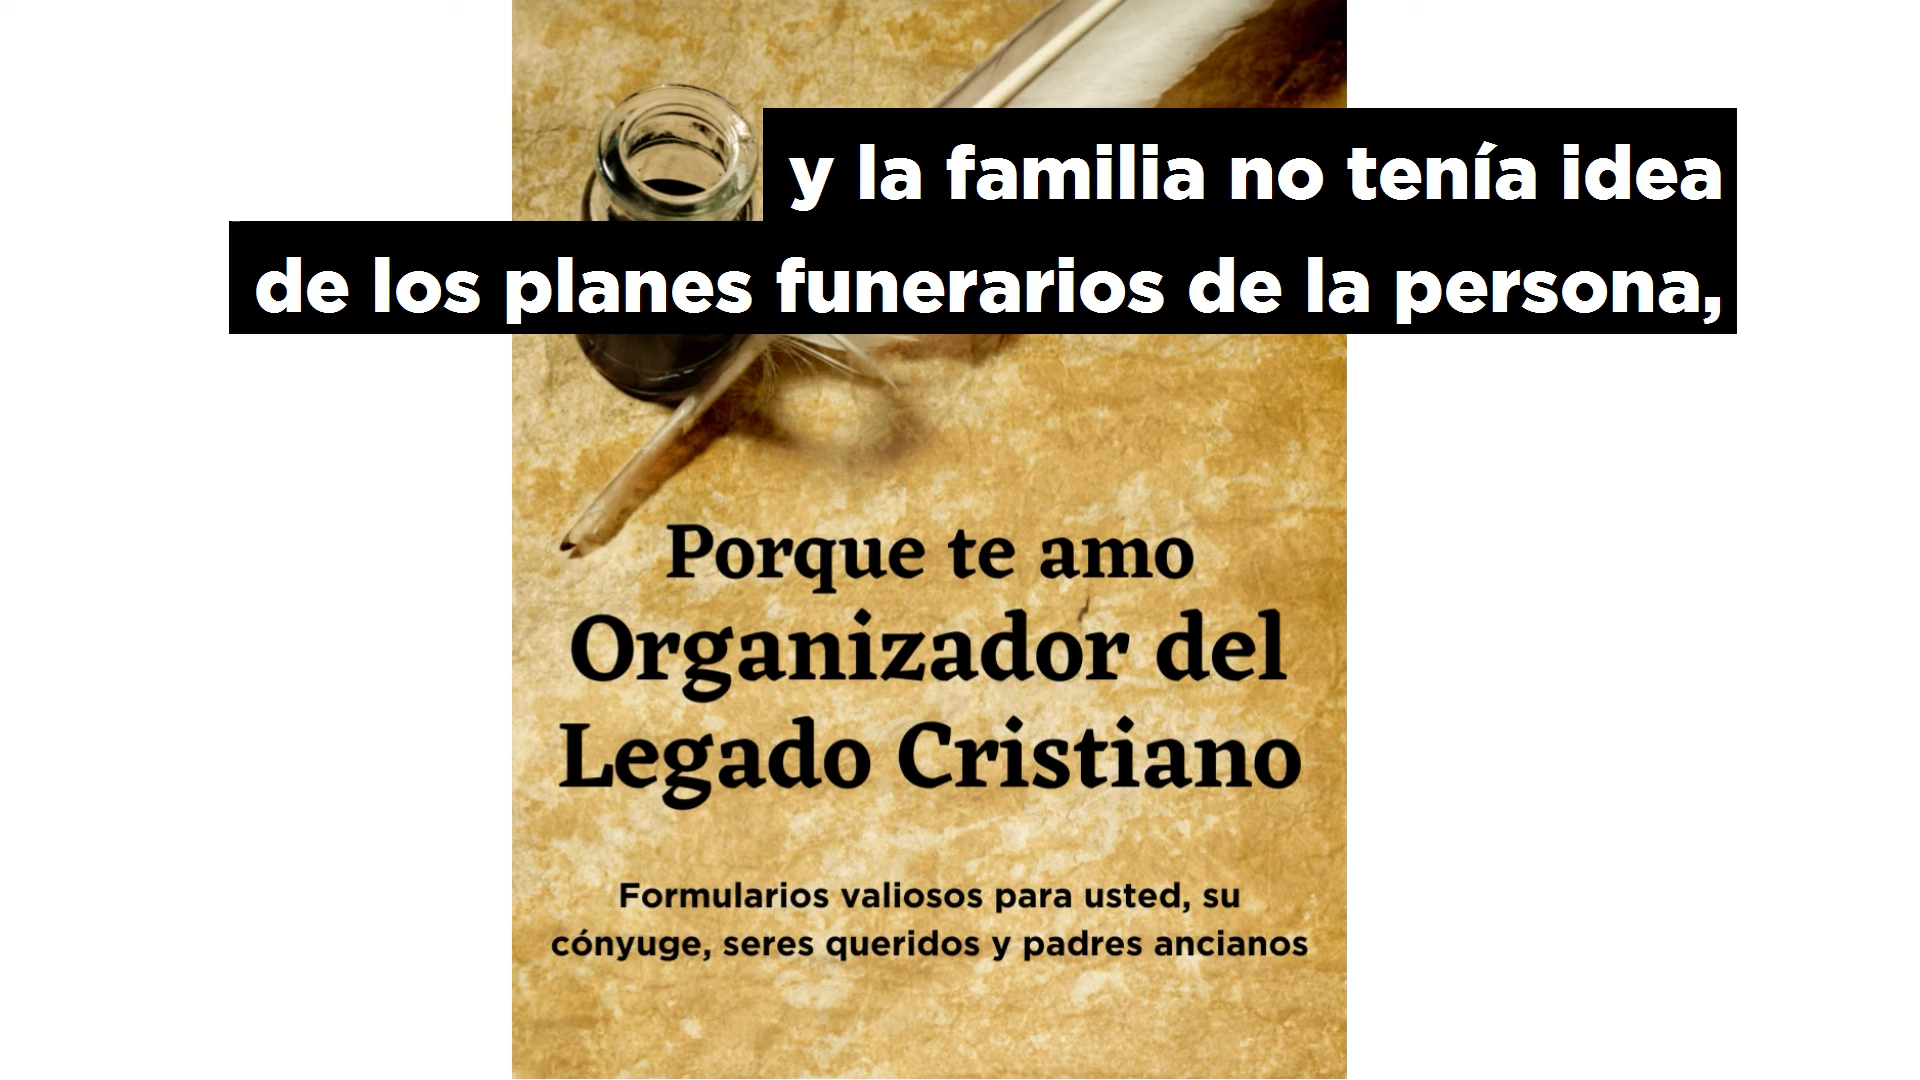 y la familia no tenía idea
de los planes funerarios de la persona,
Porque te amo
Organizador del
Legado Cristiano
Formularios valiosos para usted, su
cónyuge, seres queridos y padres ancianos